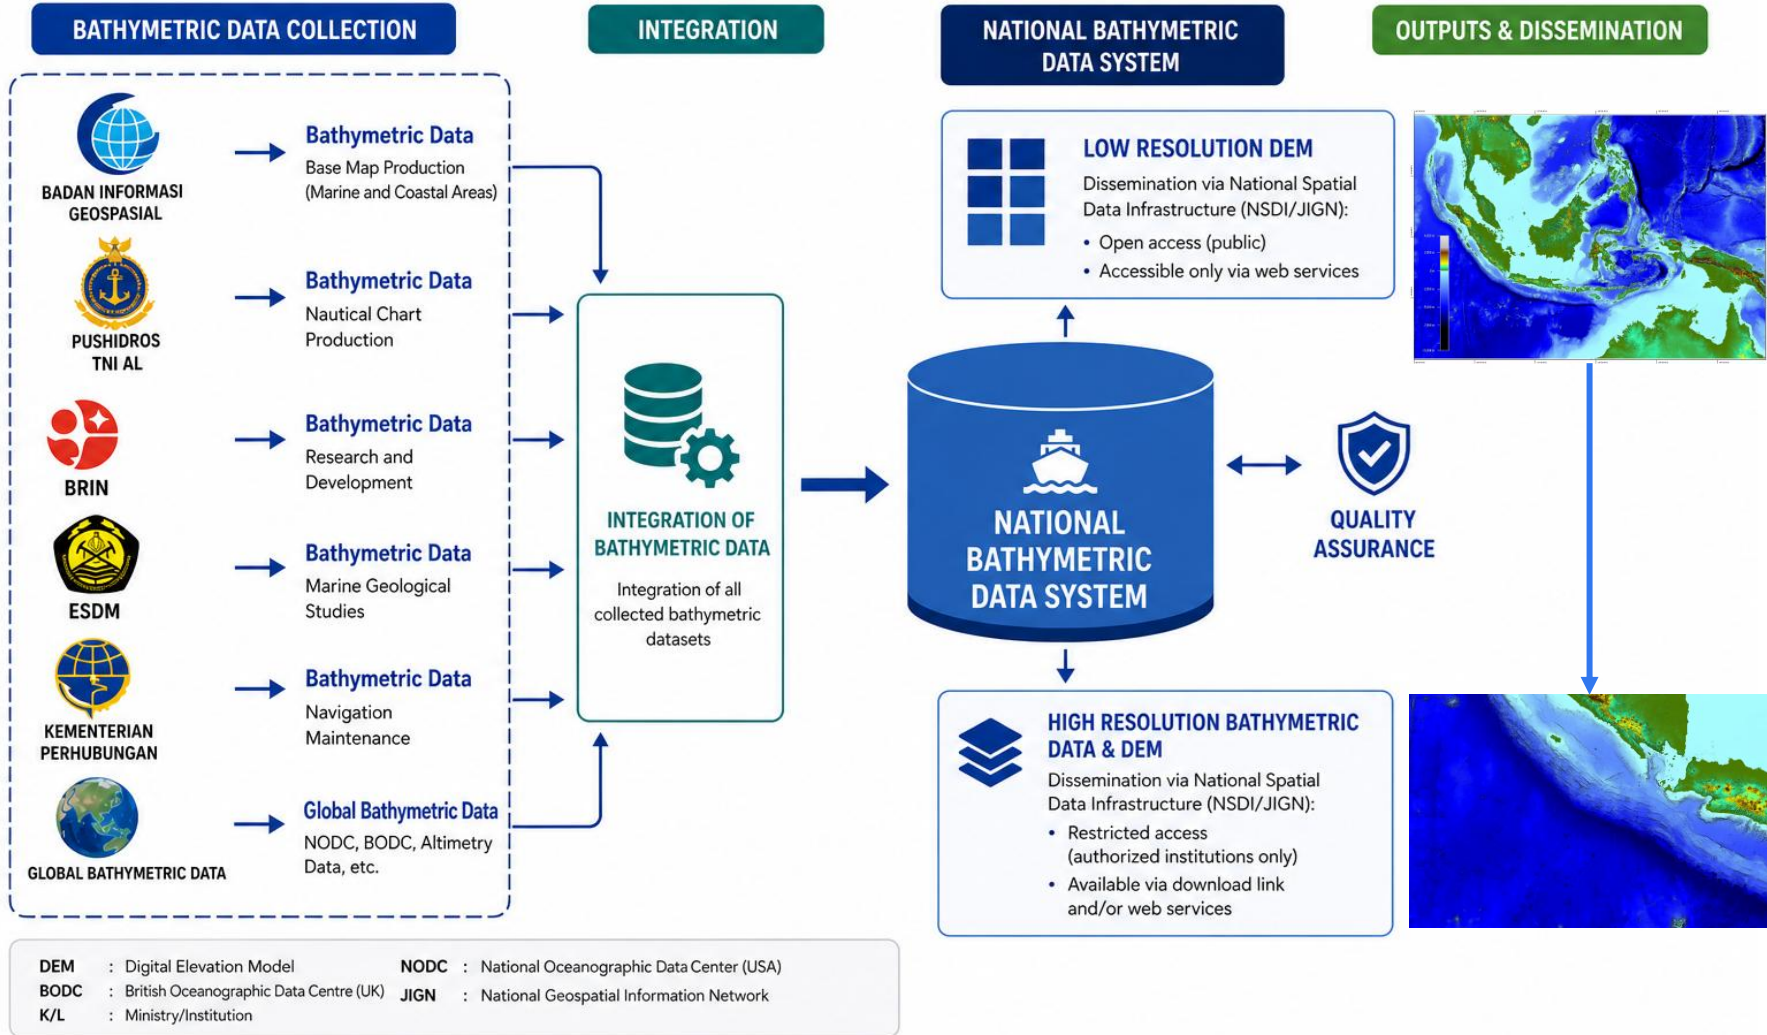 BATHYMETRIC DATA COLLECTION
BADAN INFORMASI
GEOSPASIAL
Bathymetric Data
Base Map Production
(Marine and Coastal Areas)
PUSHIDROS
TNI AL
Bathymetric Data
Nautical Chart
Production
BRIN
Bathymetric Data
Research and
Development
ESDM
Bathymetric Data
Marine Geological
Studies
KEMENTERIAN
PERHUBUNGAN
Bathymetric Data
Navigation
Maintenance
GLOBAL BATHYMETRIC DATA
Global Bathymetric Data
NODC, BODC, Altimetry
Data, etc.
INTEGRATION
INTEGRATION OF
BATHYMETRIC DATA
Integration of all
collected bathymetric
datasets
NATIONAL BATHYMETRIC
DATA SYSTEM
LOW RESOLUTION DEM
Dissemination via National Spatial
Data Infrastructure (NSDI/JIGN):
• Open access (public)
• Accessible only via web services
NATIONAL
BATHYMETRIC
DATA SYSTEM
QUALITY
ASSURANCE
HIGH RESOLUTION BATHYMETRIC
DATA & DEM
Dissemination via National Spatial
Data Infrastructure (NSDI/JIGN):
• Restricted access
(authorized institutions only)
• Available via download link
and/or web services
OUTPUTS & DISSEMINATION
DEM : Digital Elevation Model
BODC : British Oceanographic Data Centre (UK)
K/L : Ministry/Institution
NODC : National Oceanographic Data Center (USA)
JIGN : National Geospatial Information Network